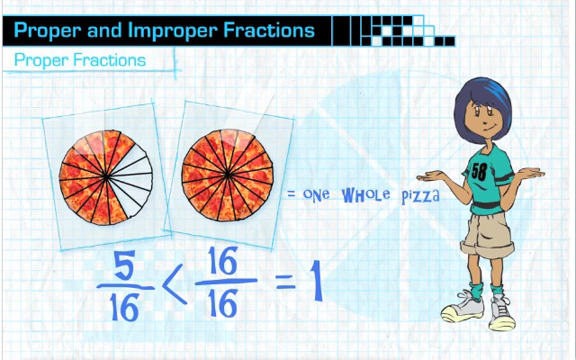 Proper and Improper Fractions
Proper Fractions
58
= one whole pizza
5/16 < 16/16 = 1